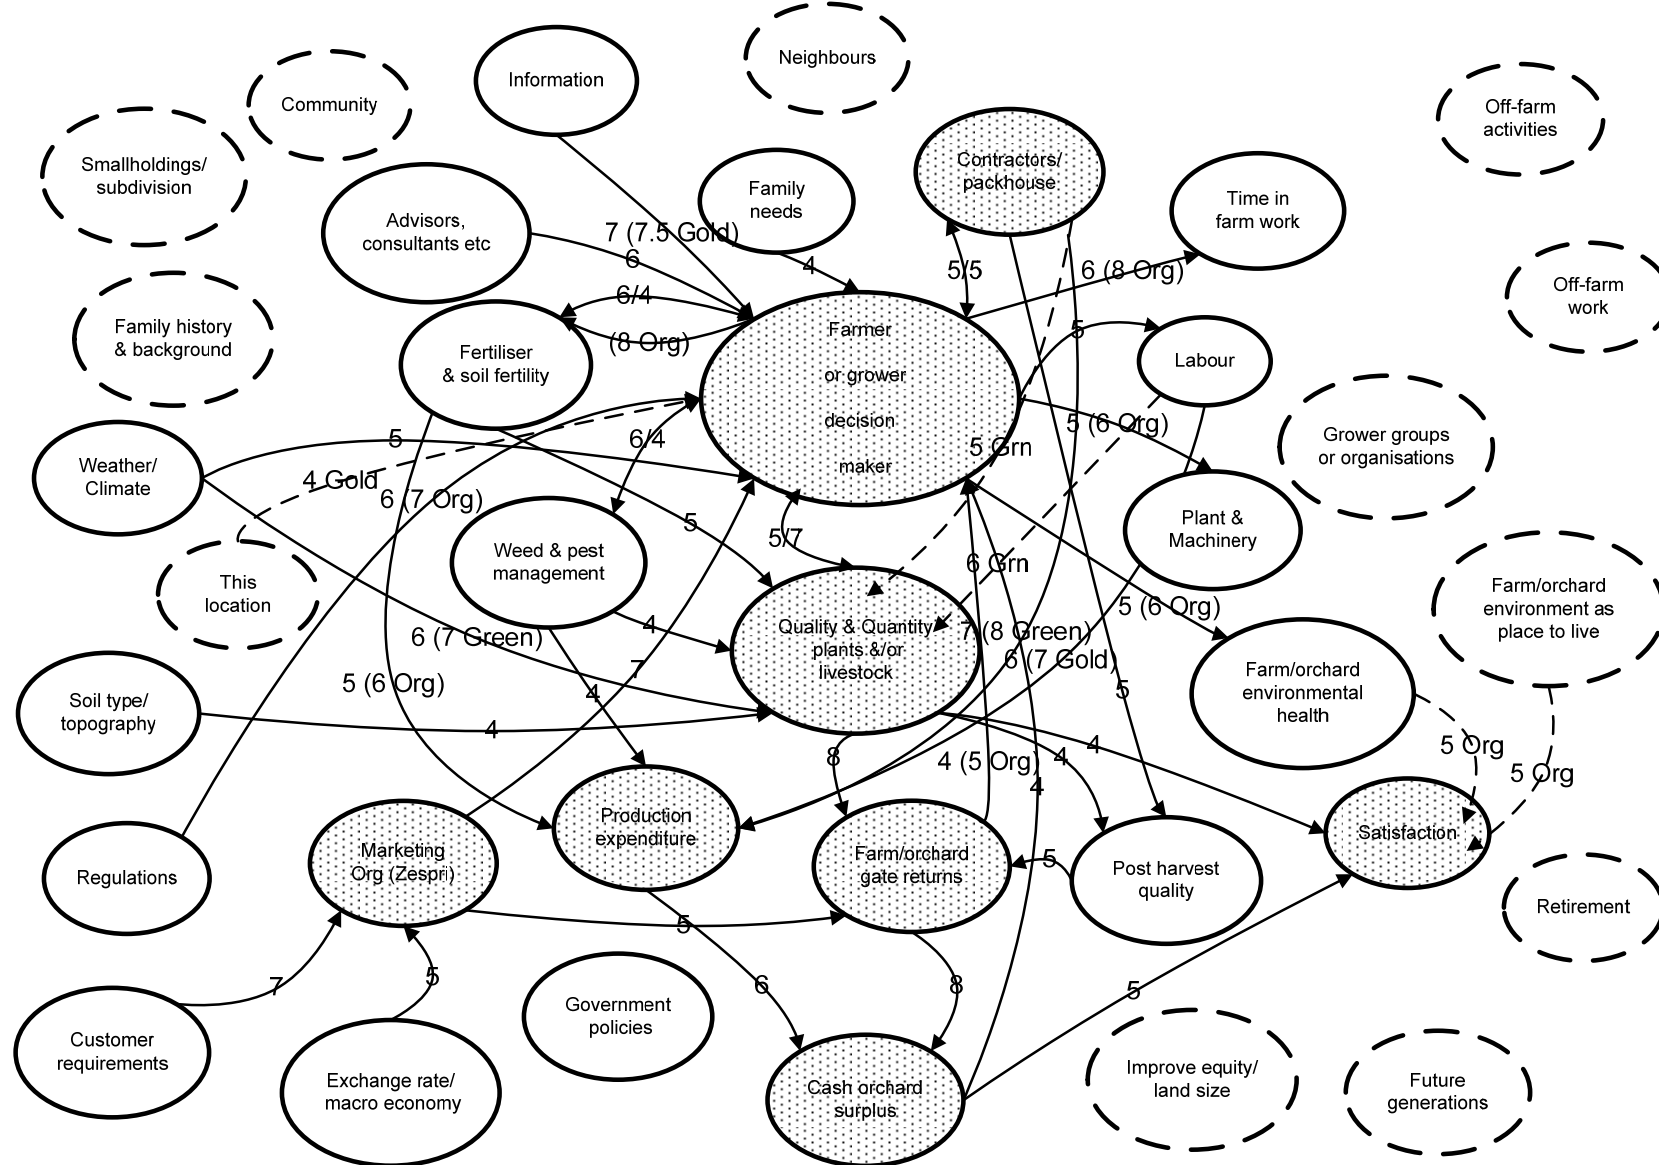 Neighbours
Information
Community
Off-farm
activities
Smallholdings/
subdivision
Contractors/
packhouse
Family
needs
Time in
farm work
Advisors,
consultants etc
7 (7.5 Gold)
6
4
5/5
6 (8 Org)
6/4
(8 Org)
Off-farm
work
Family history
& background
Fertiliser
& soil fertility
Farmer
or grower
decision
maker
5
Labour
5 (6 Org)
Grower groups
or organisations
5
6/4
5 Grn
Weather/
Climate
4 Gold
6 (7 Org)
5
5/7
Plant &
Machinery
Weed & pest
management
6 Grn
This
location
Farm/orchard
environment as
place to live
5 (6 Org)
4
6 (7 Green)
Quality & Quantity
plants &/or
livestock
7 (8 Green)
6 (7 Gold)
7
4
5 (6 Org)
5
Farm/orchard
environmental
health
Soil type/
topography
4
8
4 (5 Org)
4
4
4
5 Org
5 Org
Production
expenditure
Satisfaction
Marketing
Org (Zespri)
Farm/orchard
gate returns
5
Post harvest
quality
Regulations
Retirement
5
7
5
6
8
5
Government
policies
Customer
requirements
Exchange rate/
macro economy
Cash orchard
surplus
Improve equity/
land size
Future
generations